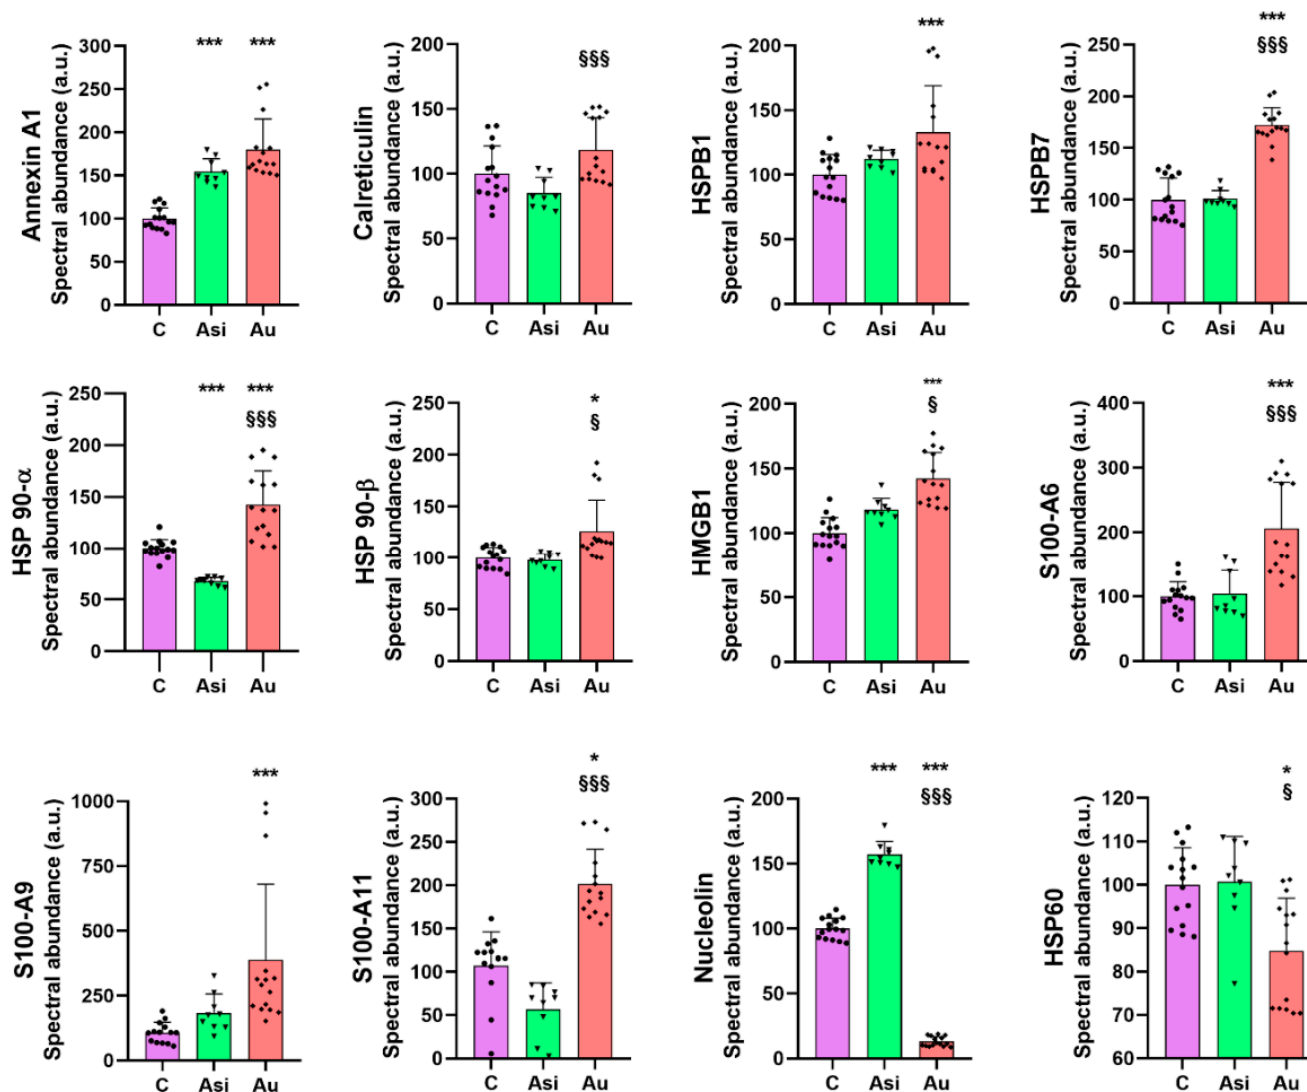 Annexin A1
Spectral abundance (a.u.)
300
250
200
150
100
50
0
*** ***
C Asi Au
Calreticulin
Spectral abundance (a.u.)
200
150
100
50
0
§§§
C Asi Au
HSPB1
Spectral abundance (a.u.)
200
150
100
50
0
***
C Asi Au
HSPB7
Spectral abundance (a.u.)
250
200
150
100
50
0
***
§§§
C Asi Au
HSP 90-α
Spectral abundance (a.u.)
250
200
150
100
50
0
*** ***
§§§
C Asi Au
HSP 90-β
Spectral abundance (a.u.)
250
200
150
100
50
0
*
§
C Asi Au
HMGB1
Spectral abundance (a.u.)
200
150
100
50
0
***
§
C Asi Au
S100-A6
Spectral abundance (a.u.)
400
300
200
100
0
***
§§§
C Asi Au
S100-A9
Spectral abundance (a.u.)
1000
750
500
250
0
***
C Asi Au
S100-A11
Spectral abundance (a.u.)
300
250
200
150
100
50
0
*
§§§
C Asi Au
Nucleolin
Spectral abundance (a.u.)
200
150
100
50
0
*** ***
§§§
C Asi Au
HSP60
Spectral abundance (a.u.)
120
110
100
90
80
70
60
*
§
C Asi Au